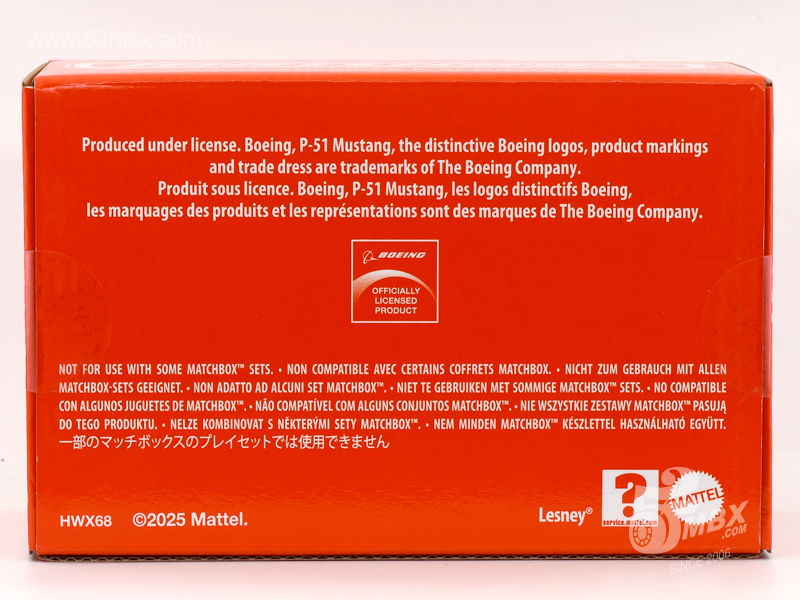 www.52mbx.com
Produced under license. Boeing, P-51 Mustang, the distinctive Boeing logos, product markings
and trade dress are trademarks of The Boeing Company.
Produit sous licence. Boeing, P-51 Mustang, les logos distinctifs Boeing,
les marquages des produits et les représentations sont des marques de The Boeing Company.
BOEING
OFFICIALLY
LICENSED
PRODUCT
NOT FOR USE WITH SOME MATCHBOX™ SETS. • NON COMPATIBLE AVEC CERTAINS COFFRETS MATCHBOX. • NICHT ZUM GEBRAUCH MIT ALLEN
MATCHBOX-SETS GEEIGNET. • NON ADATTO AD ALCUNI SET MATCHBOX™. • NIET TE GEBRUIKEN MET SOMMIGE MATCHBOX™ SETS. • NO COMPATIBLE
CON ALGUNOS JUGUETES DE MATCHBOX™. • NÃO COMPATÍVEL COM ALGUNS CONJUNTOS MATCHBOX™. • NIE WSZYSTKIE ZESTAWY MATCHBOX™ PASUJĄ
DO TEGO PRODUKTU. • NELZE KOMBINOVAT S NĚKTERÝMI SETY MATCHBOX™. • NEM MINDEN MATCHBOX™ KÉSZLETTEL HASZNÁLHATÓ EGYÜTT.
一部のマッチボックスのプレイセットでは使用できません
HWX68 ©2025 Mattel.
Lesney®
?
service.mattel.com
MATTEL
52MBX.COM
SINCE 2006